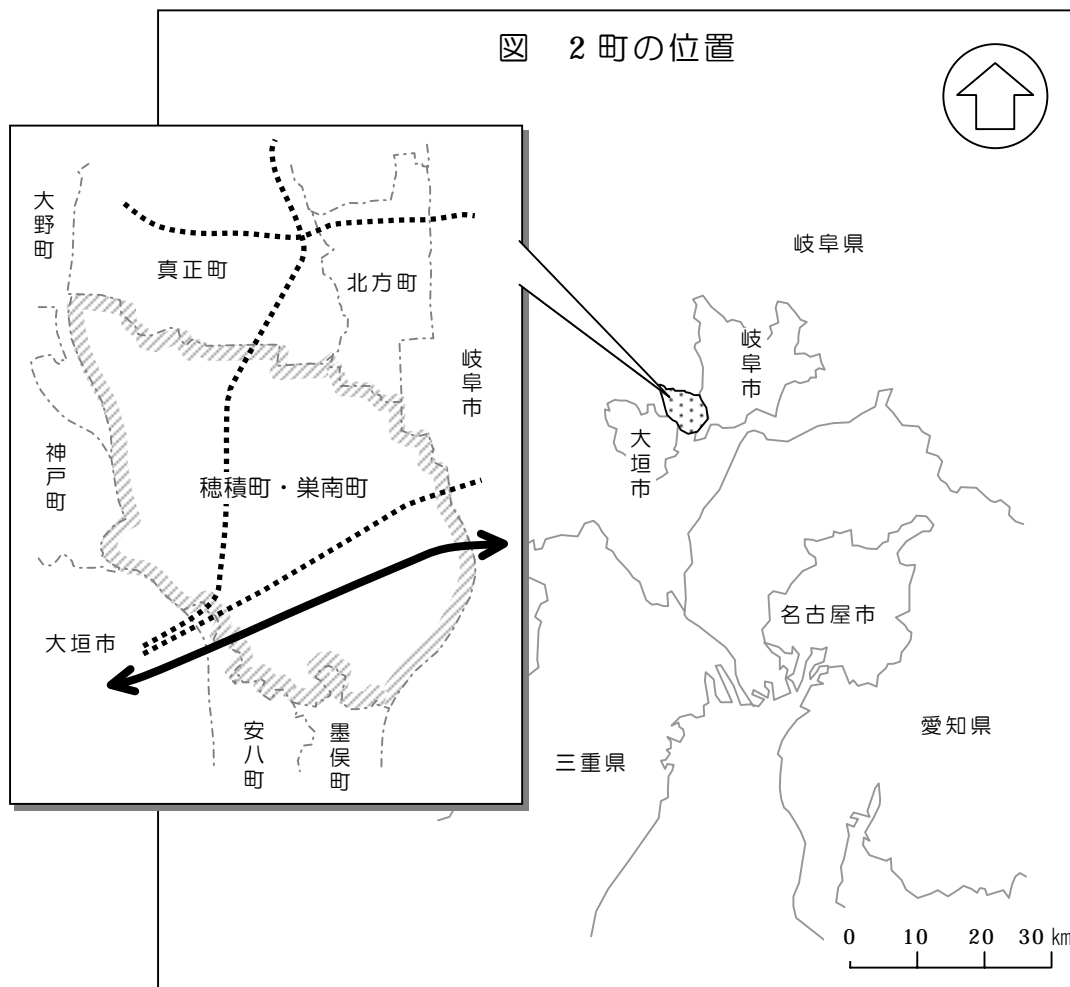 図 2町の位置
大野町
真正町
北方町
岐阜市
神戸町
穂積町・巣南町
大垣市
安八町
墨俣町
岐阜県
岐阜市
大垣市
名古屋市
愛知県
三重県
0 10 20 30 km